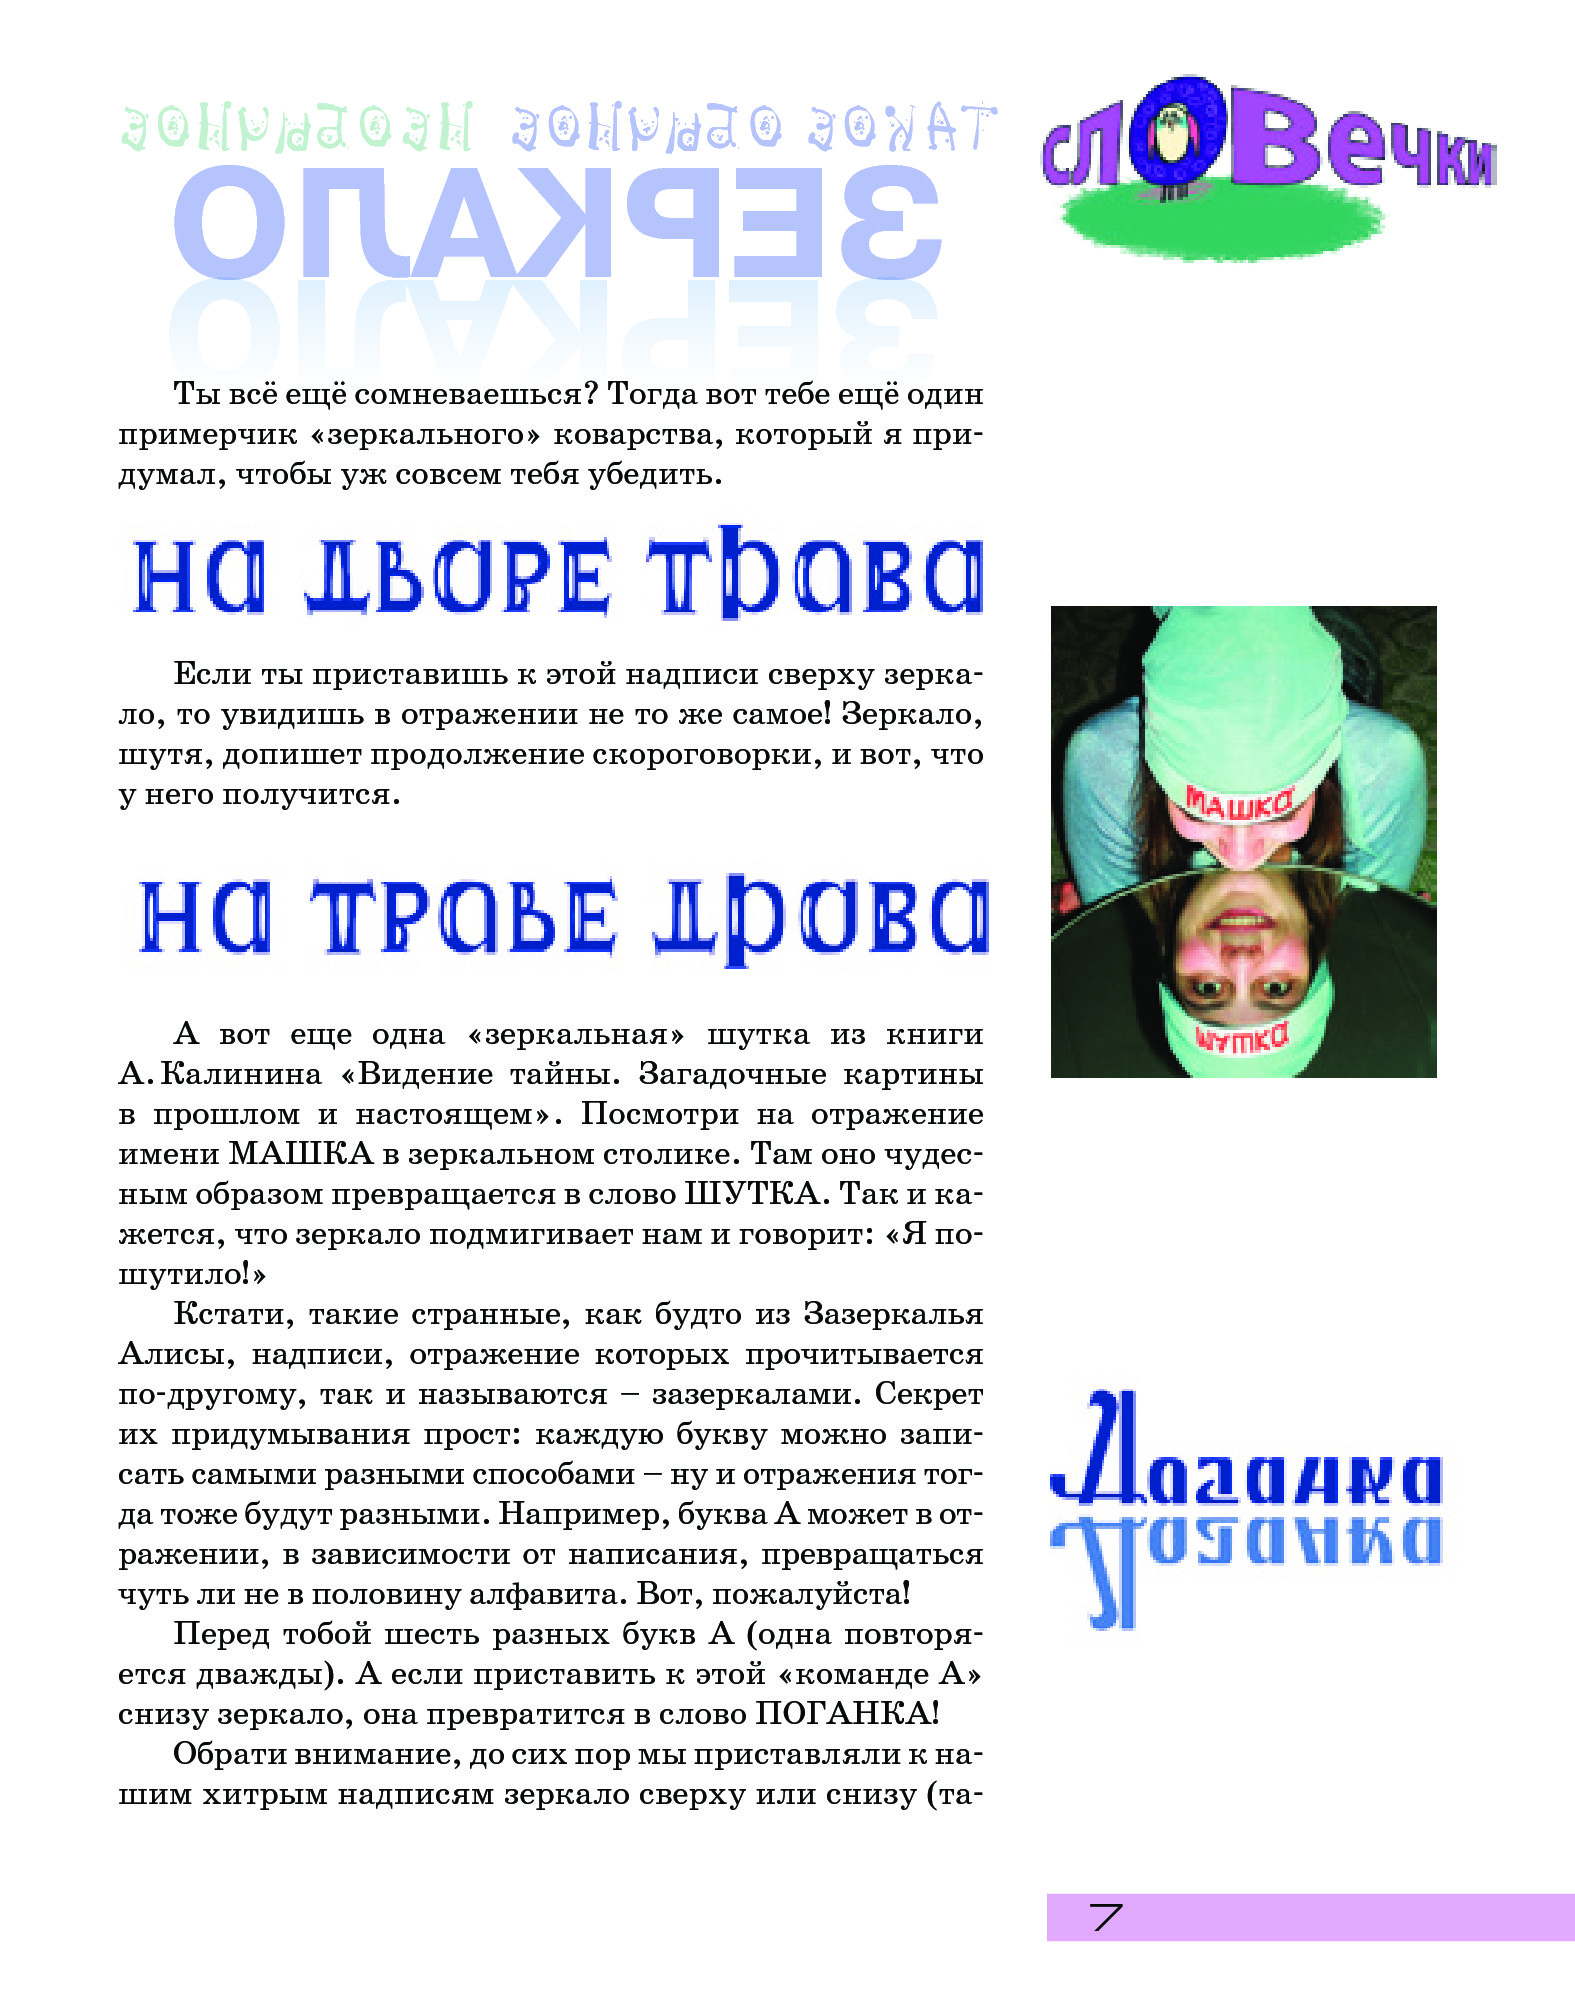 ТАКОЕ ОБЫЧНОЕ НЕОБЫЧНОЕ
ЗЕРКАЛО
слОВечки
Ты всё ещё сомневаешься? Тогда вот тебе ещё один
примерчик «зеркального» коварства, который я при-
думал, чтобы уж совсем тебя убедить.
на дворе трава
Если ты приставишь к этой надписи сверху зерка-
ло, то увидишь в отражении не то же самое! Зеркало,
шутя, допишет продолжение скороговорки, и вот, что
у него получится.
на траве дрова
МАШКА
ШУТКА
А вот еще одна «зеркальная» шутка из книги
А. Калинина «Видение тайны. Загадочные картины
в прошлом и настоящем». Посмотри на отражение
имени МАШКА в зеркальном столике. Там оно чудес-
ным образом превращается в слово ШУТКА. Так и ка-
жется, что зеркало подмигивает нам и говорит: «Я по-
шутило!»
Кстати, такие странные, как будто из Зазеркалья
Алисы, надписи, отражение которых прочитывается
по-другому, так и называются – зазеркалами. Секрет
их придумывания прост: каждую букву можно запи-
сать самыми разными способами – ну и отражения тог-
да тоже будут разными. Например, буква А может в от-
ражении, в зависимости от написания, превращаться
чуть ли не в половину алфавита. Вот, пожалуйста!
Перед тобой шесть разных букв А (одна повторя-
ется дважды). А если приставить к этой «команде А»
снизу зеркало, она превратится в слово ПОГАНКА!
Обрати внимание, до сих пор мы приставляли к на-
шим хитрым надписям зеркало сверху или снизу (та-
Поганка
7